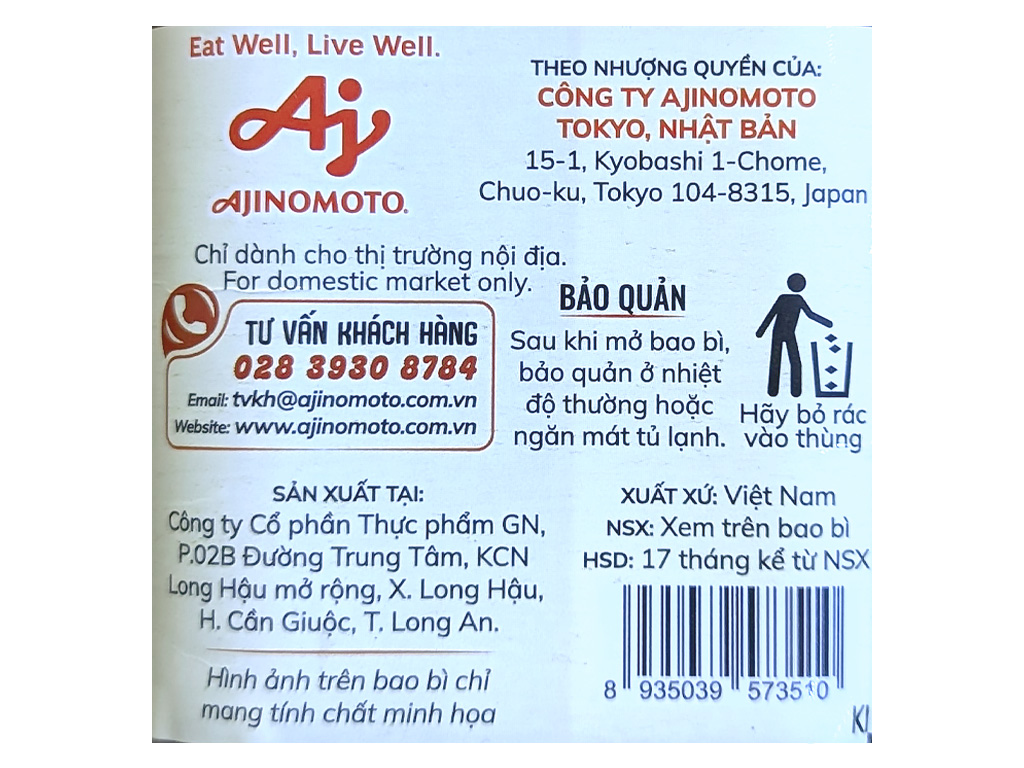 Eat Well, Live Well.
Aj
AJINOMOTO.
THEO NHƯỢNG QUYỀN CỦA:
CÔNG TY AJINOMOTO
TOKYO, NHẬT BẢN
15-1, Kyobashi 1-Chome,
Chuo-ku, Tokyo 104-8315, Japan
Chỉ dành cho thị trường nội địa.
For domestic market only.
TƯ VẤN KHÁCH HÀNG
028 3930 8784
Email: tvkh@ajinomoto.com.vn
Website: www.ajinomoto.com.vn
BẢO QUẢN
Sau khi mở bao bì,
bảo quản ở nhiệt
độ thường hoặc
ngăn mát tủ lạnh.
Hãy bỏ rác
vào thùng
SẢN XUẤT TẠI:
Công ty Cổ phần Thực phẩm GN,
P.02B Đường Trung Tâm, KCN
Long Hậu mở rộng, X. Long Hậu,
H. Cần Giuộc, T. Long An.
Hình ảnh trên bao bì chỉ
mang tính chất minh họa
XUẤT XỨ: Việt Nam
NSX: Xem trên bao bì
HSD: 17 tháng kể từ NSX
8 935039 573510